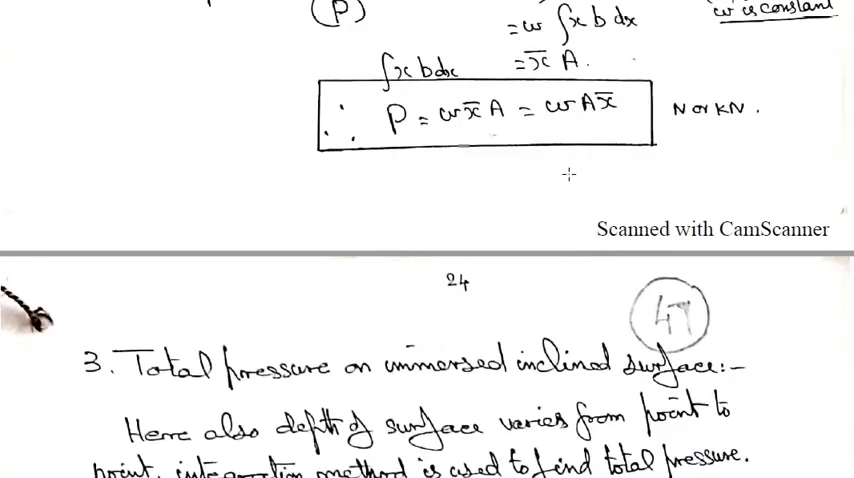 (P)
= w ∫x b dx
w is constant
∫x b dx = x̄ A.
∴ P = w x̄ A = w A x̄ N or KN.
Scanned with CamScanner
24
47
3. Total pressure on immersed inclined surface:-
Here also depth of surface varies from point to
point, integration method is used to find total pressure.